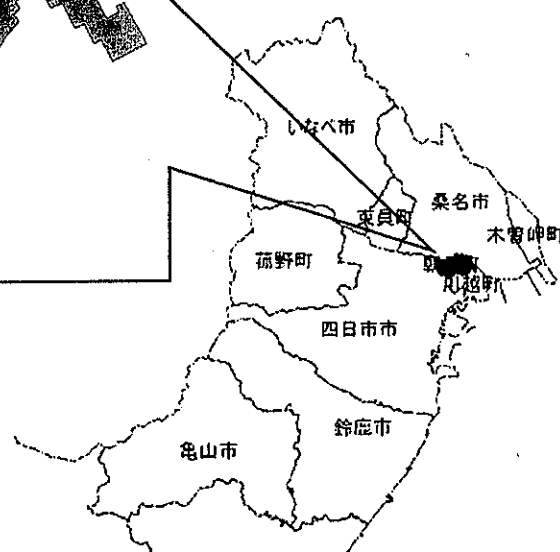 いなべ市
桑名市
東員町
木曽岬町
菰野町
川越町
四日市市
鈴鹿市
亀山市